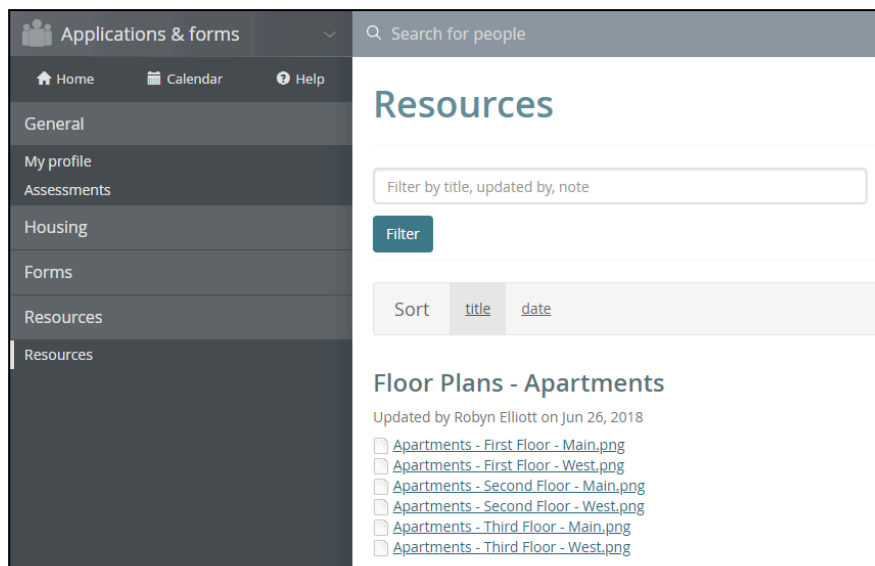 Applications & forms
Home Calendar Help
General
My profile
Assessments
Housing
Forms
Resources
Resources
Search for people
Resources
Filter by title, updated by, note
Filter
Sort title date
Floor Plans - Apartments
Updated by Robyn Elliott on Jun 26, 2018
Apartments - First Floor - Main.png
Apartments - First Floor - West.png
Apartments - Second Floor - Main.png
Apartments - Second Floor - West.png
Apartments - Third Floor - Main.png
Apartments - Third Floor - West.png